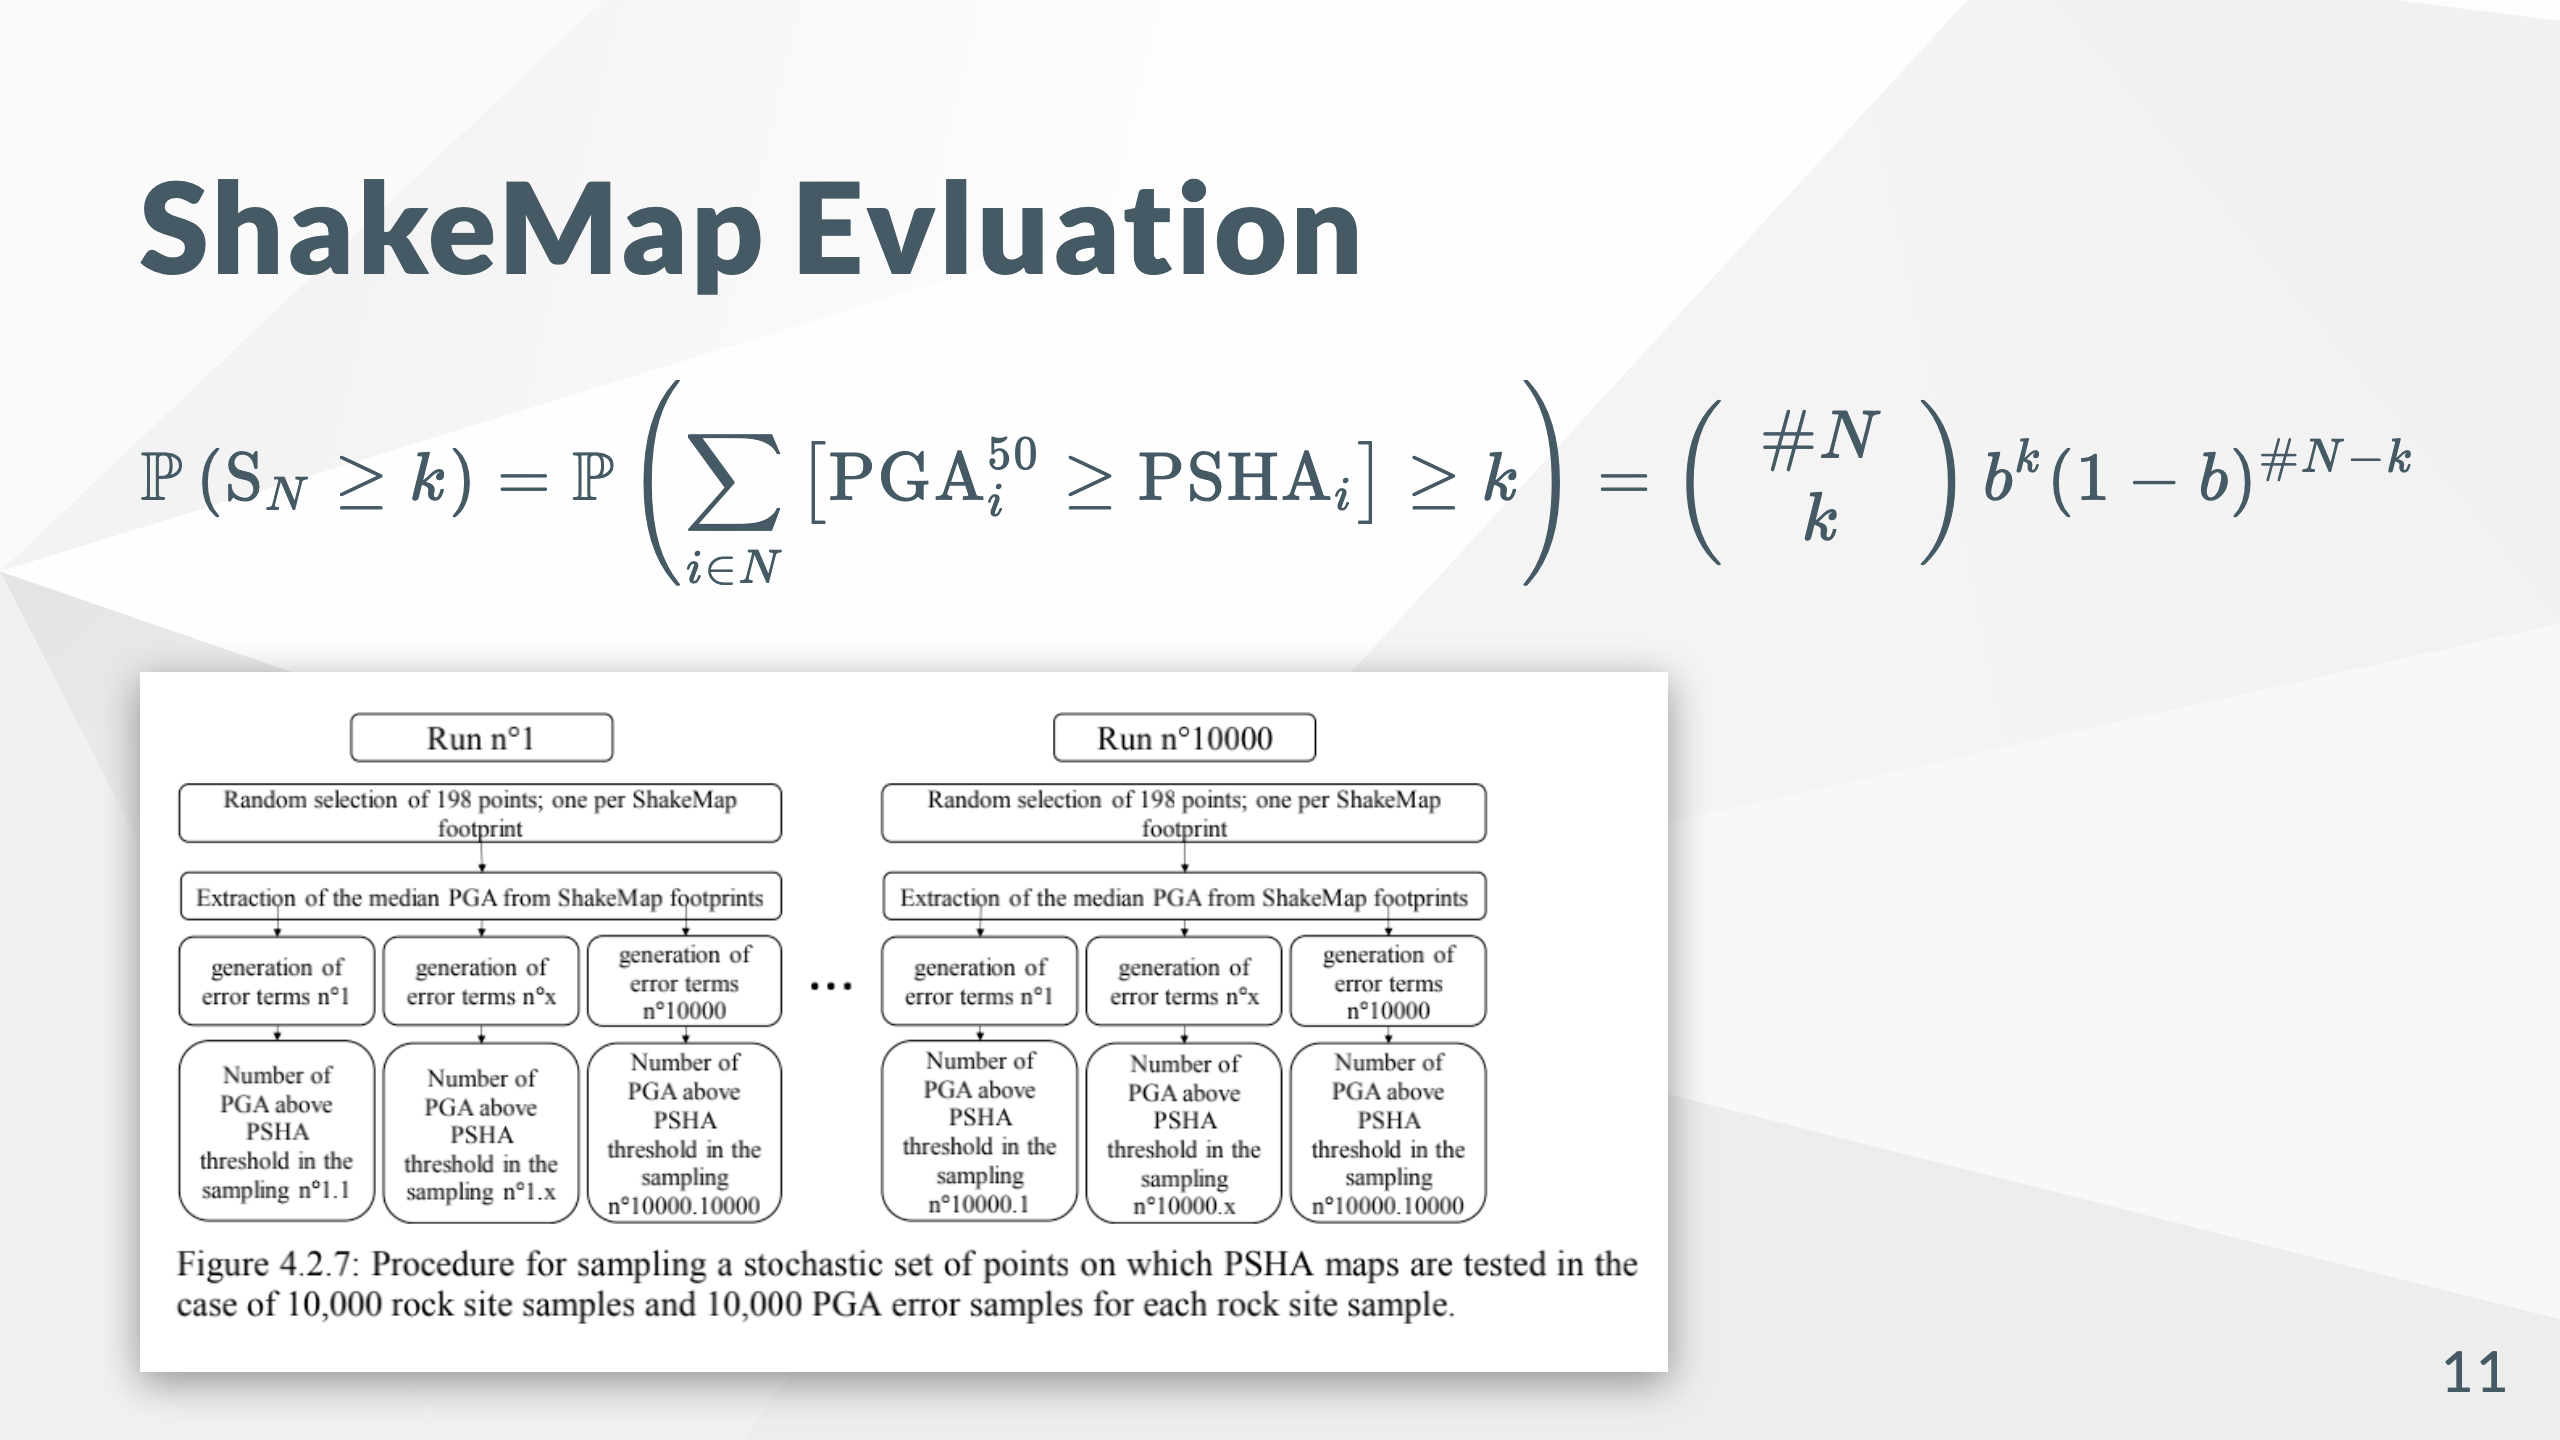 ShakeMap Evluation
ℙ (S_N ≥ k) = ℙ ( ∑_{i∈N} [PGA_i^{50} ≥ PSHA_i] ≥ k ) = ( #N k ) b^k (1 − b)^{#N−k}
Run n°1
Random selection of 198 points; one per ShakeMap
footprint
Extraction of the median PGA from ShakeMap footprints
generation of
error terms n°1
generation of
error terms n°x
generation of
error terms
n°10000
Number of
PGA above
PSHA
threshold in the
sampling n°1.1
Number of
PGA above
PSHA
threshold in the
sampling n°1.x
Number of
PGA above
PSHA
threshold in the
sampling
n°10000.10000
...
Run n°10000
Random selection of 198 points; one per ShakeMap
footprint
Extraction of the median PGA from ShakeMap footprints
generation of
error terms n°1
generation of
error terms n°x
generation of
error terms
n°10000
Number of
PGA above
PSHA
threshold in the
sampling
n°10000.1
Number of
PGA above
PSHA
threshold in the
sampling
n°10000.x
Number of
PGA above
PSHA
threshold in the
sampling
n°10000.10000
Figure 4.2.7: Procedure for sampling a stochastic set of points on which PSHA maps are tested in the
case of 10,000 rock site samples and 10,000 PGA error samples for each rock site sample.
11